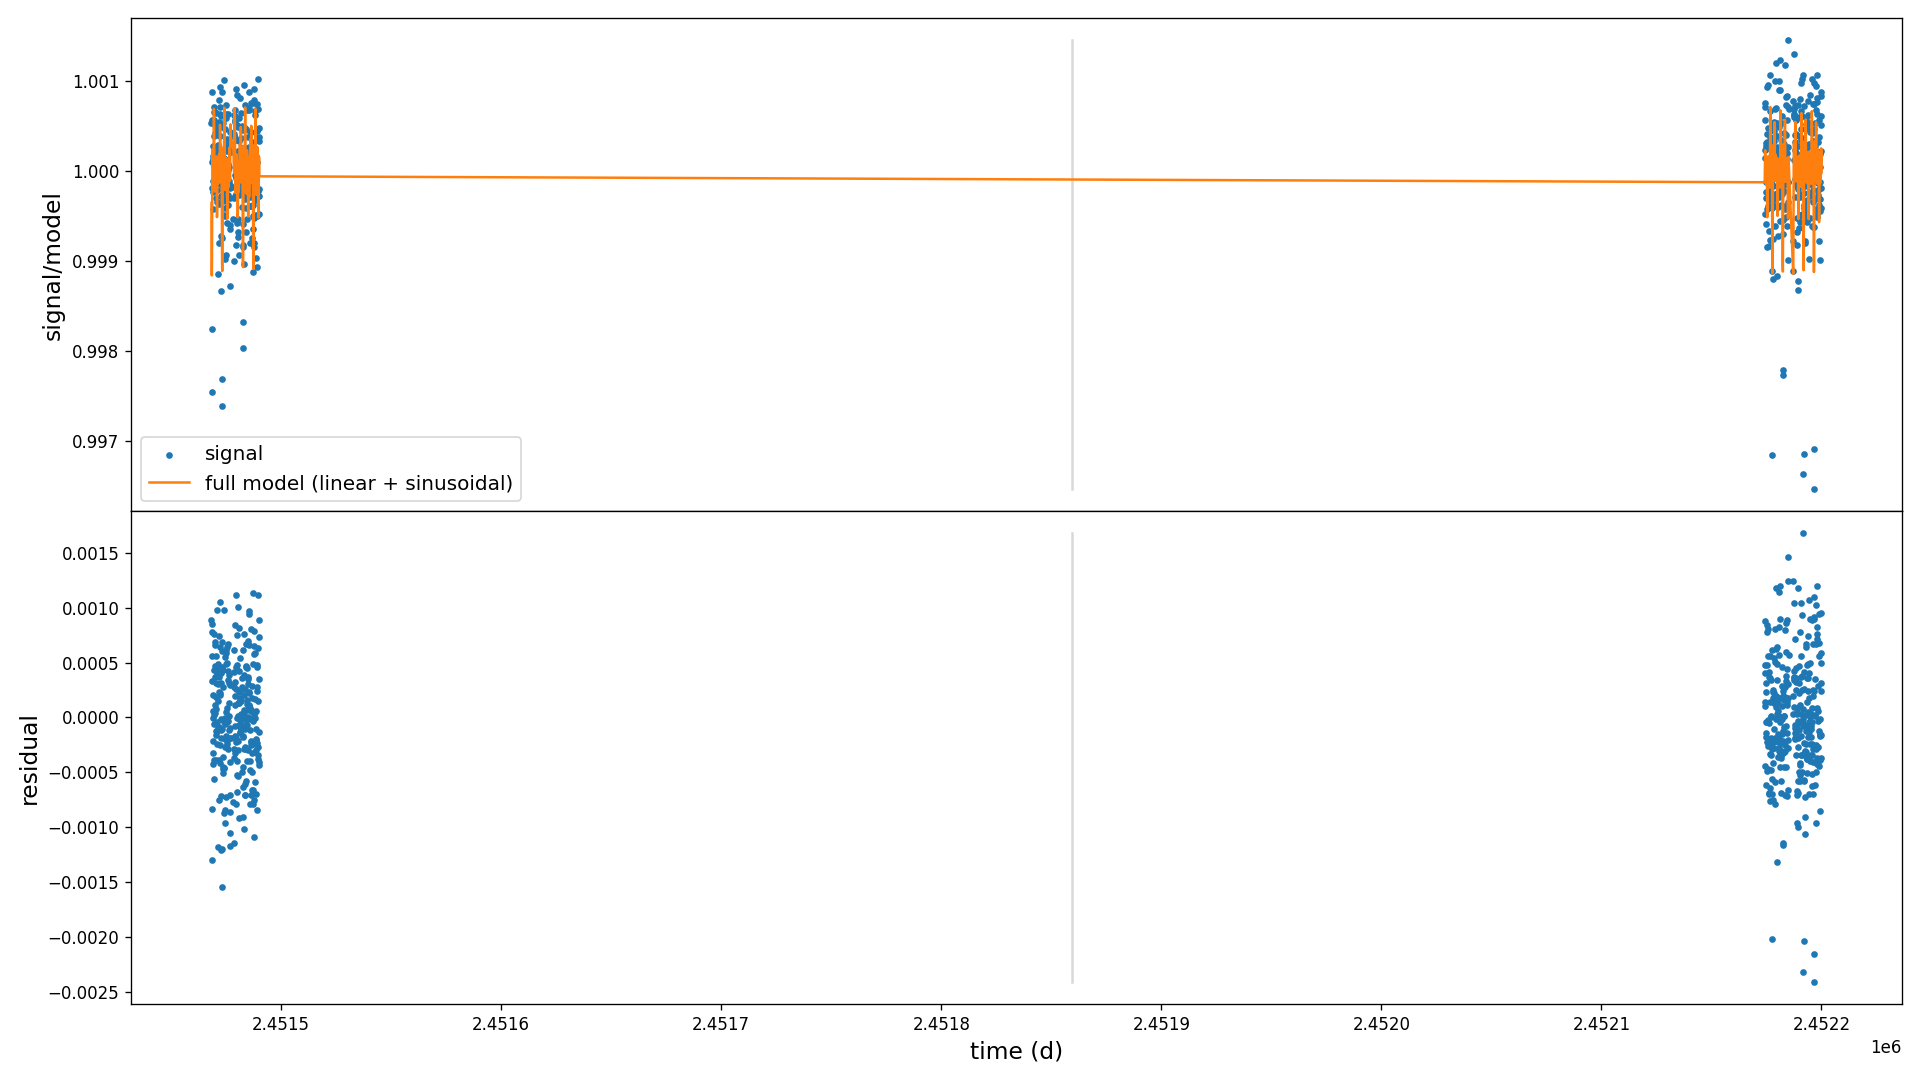 signal/model
1.001
1.000
0.999
0.998
0.997
signal
full model (linear + sinusoidal)
residual
0.0015
0.0010
0.0005
0.0000
−0.0005
−0.0010
−0.0015
−0.0020
−0.0025
2.4515 2.4516 2.4517 2.4518 2.4519 2.4520 2.4521 2.4522
1e6
time (d)